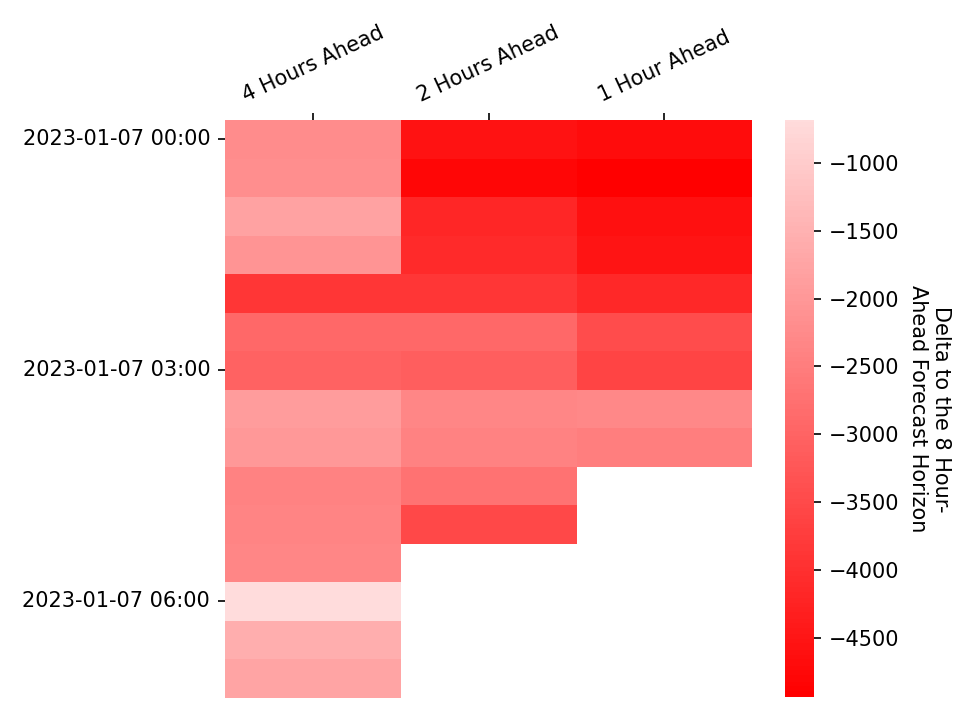 4 Hours Ahead
2 Hours Ahead
1 Hour Ahead
2023-01-07 00:00
2023-01-07 03:00
2023-01-07 06:00
−1000
−1500
−2000
−2500
−3000
−3500
−4000
−4500
Delta to the 8 Hour-
Ahead Forecast Horizon